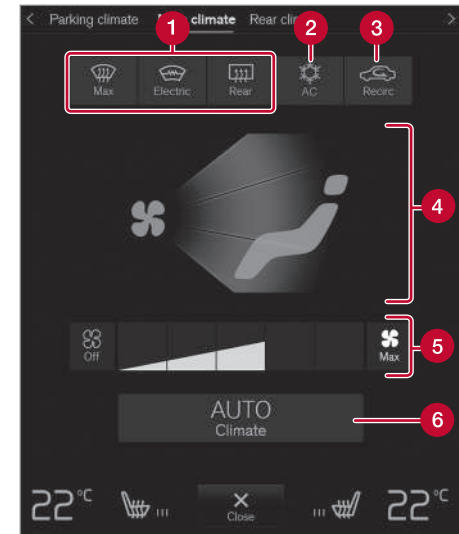 Parking climate climate Rear
1 2 3
Max Electric Rear AC Recirc
4
Off Max 5
AUTO 6
Climate
22 °C 22 °C
Close